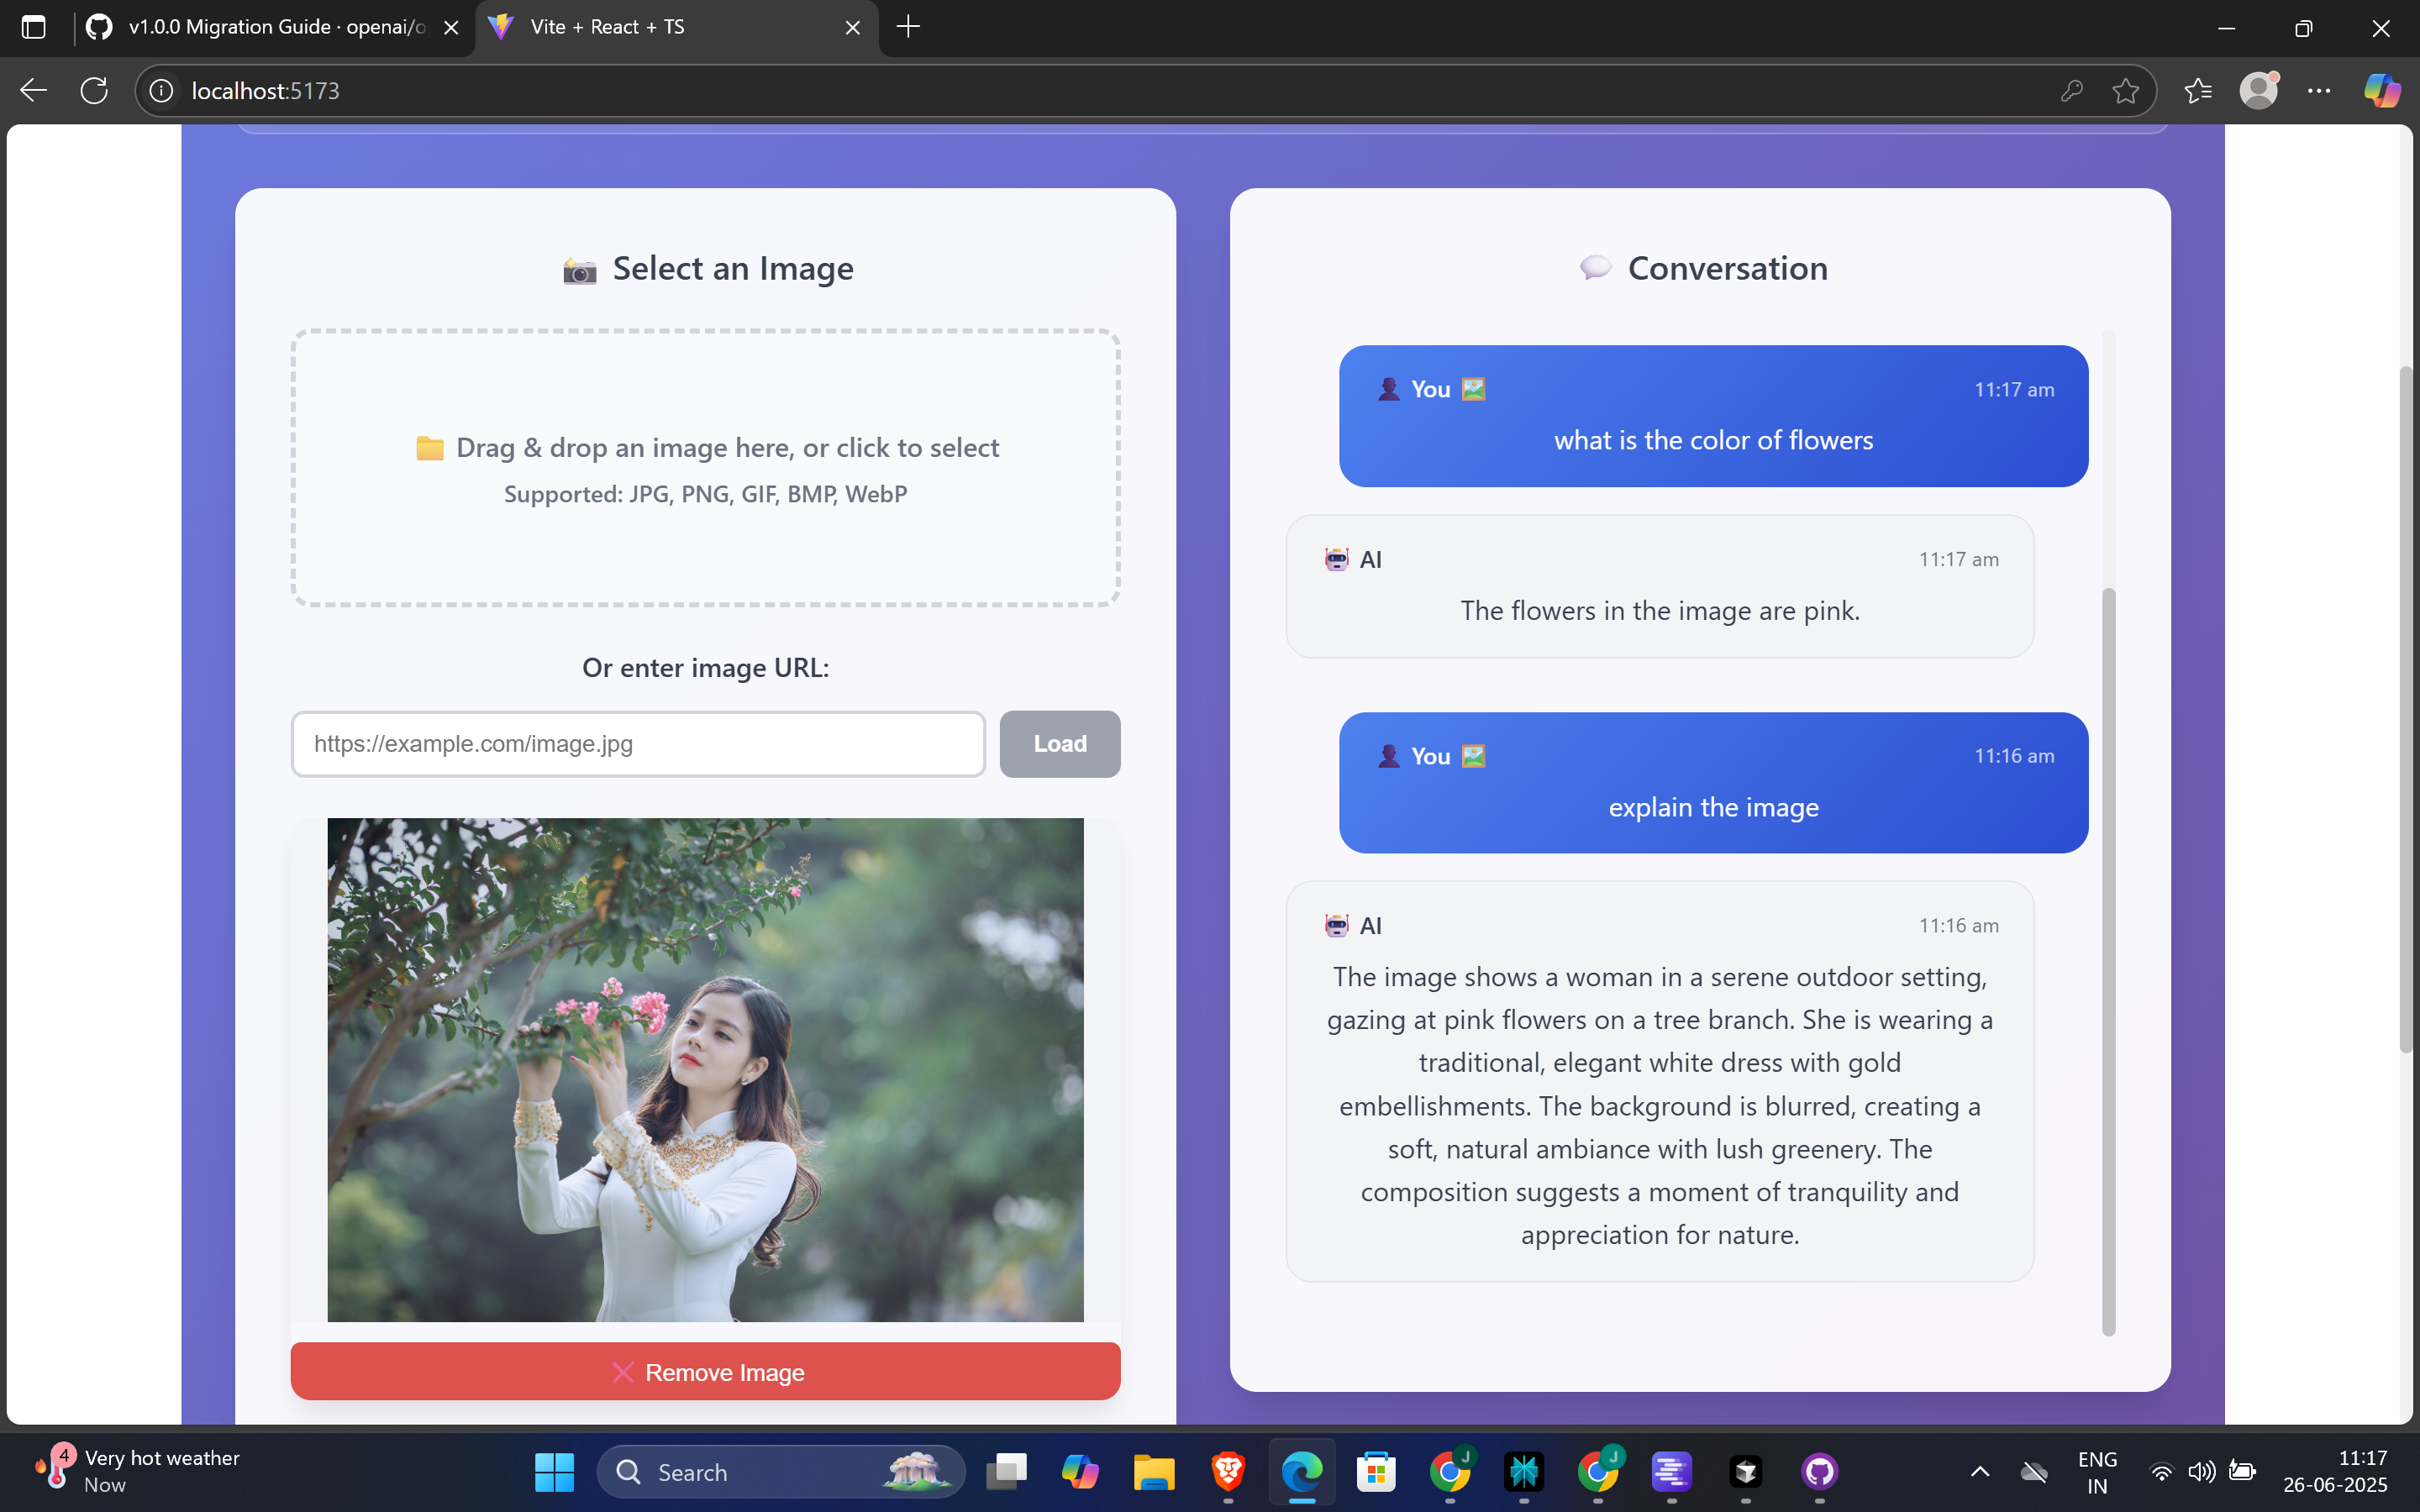 v1.0.0 Migration Guide · openai/o
Vite + React + TS
localhost:5173
Select an Image
Drag & drop an image here, or click to select
Supported: JPG, PNG, GIF, BMP, WebP
Or enter image URL:
https://example.com/image.jpg
Load
Remove Image
Conversation
You
11:17 am
what is the color of flowers
AI
11:17 am
The flowers in the image are pink.
You
11:16 am
explain the image
AI
11:16 am
The image shows a woman in a serene outdoor setting,
gazing at pink flowers on a tree branch. She is wearing a
traditional, elegant white dress with gold
embellishments. The background is blurred, creating a
soft, natural ambiance with lush greenery. The
composition suggests a moment of tranquility and
appreciation for nature.
4
Very hot weather
Now
Search
J
J
ENG
IN
11:17
26-06-2025